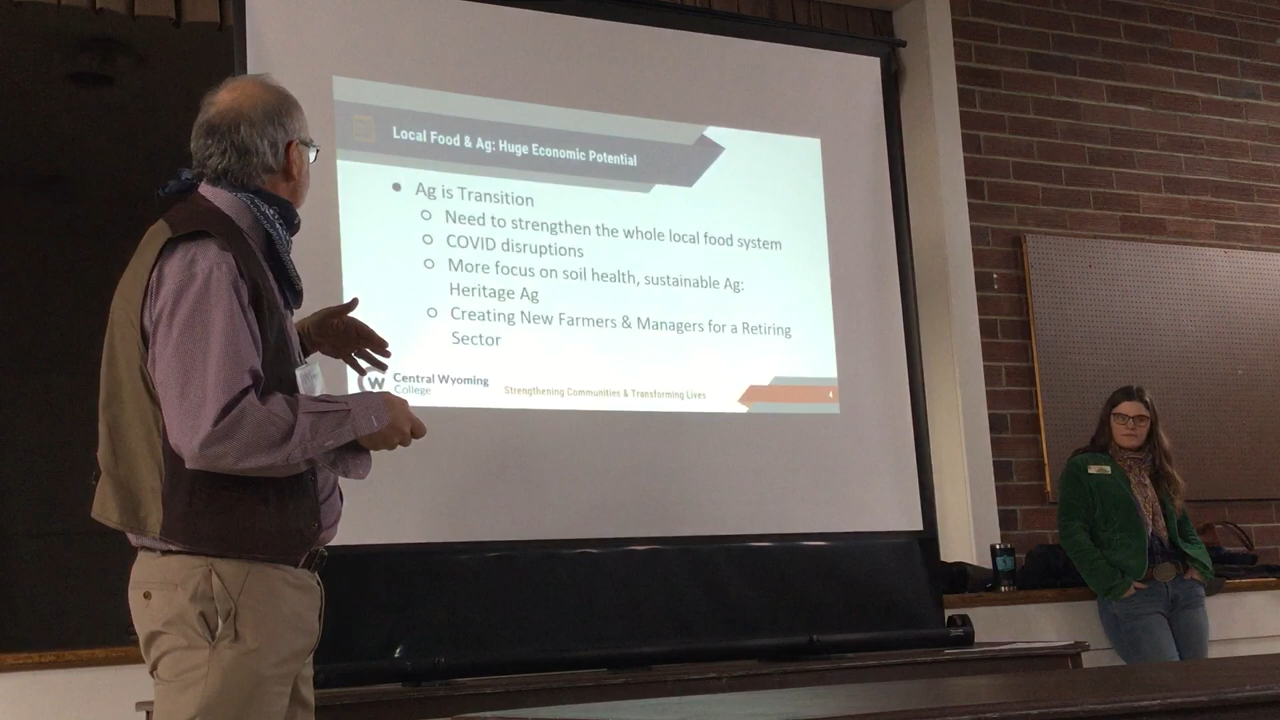 Local Food & Ag: Huge Economic Potential
● Ag is Transition
o Need to strengthen the whole local food system
o COVID disruptions
o More focus on soil health, sustainable Ag:
Heritage Ag
o Creating New Farmers & Managers for a Retiring
Sector
CW
Central Wyoming
College
Strengthening Communities & Transforming Lives
4